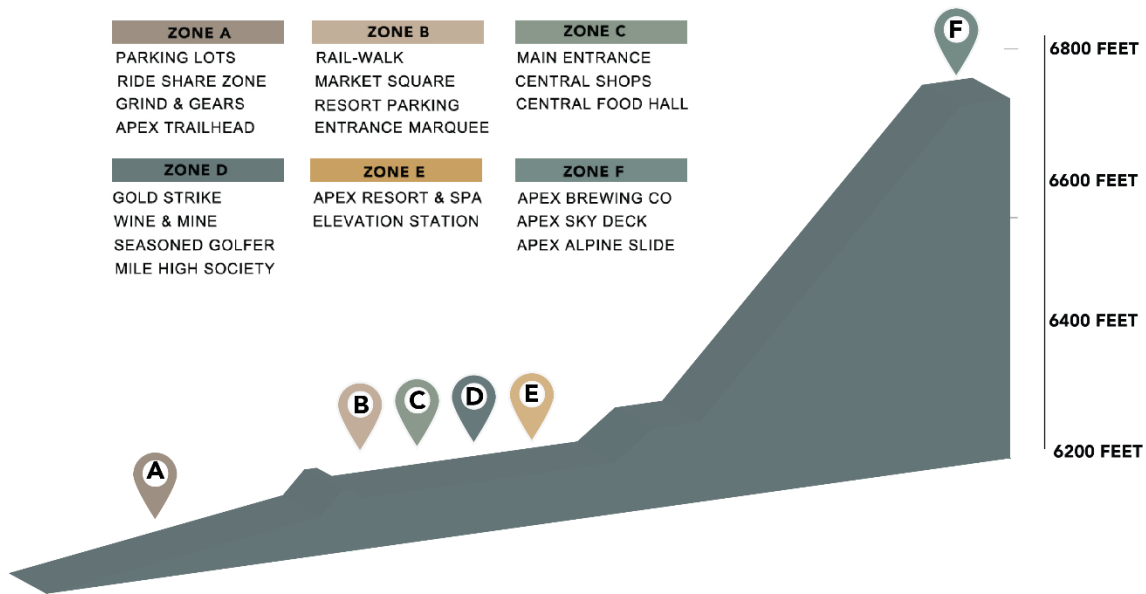 ZONE A
PARKING LOTS
RIDE SHARE ZONE
GRIND & GEARS
APEX TRAILHEAD
ZONE B
RAIL-WALK
MARKET SQUARE
RESORT PARKING
ENTRANCE MARQUEE
ZONE C
MAIN ENTRANCE
CENTRAL SHOPS
CENTRAL FOOD HALL
ZONE D
GOLD STRIKE
WINE & MINE
SEASONED GOLFER
MILE HIGH SOCIETY
ZONE E
APEX RESORT & SPA
ELEVATION STATION
ZONE F
APEX BREWING CO
APEX SKY DECK
APEX ALPINE SLIDE
A
B
C
D
E
F
6800 FEET
6600 FEET
6400 FEET
6200 FEET